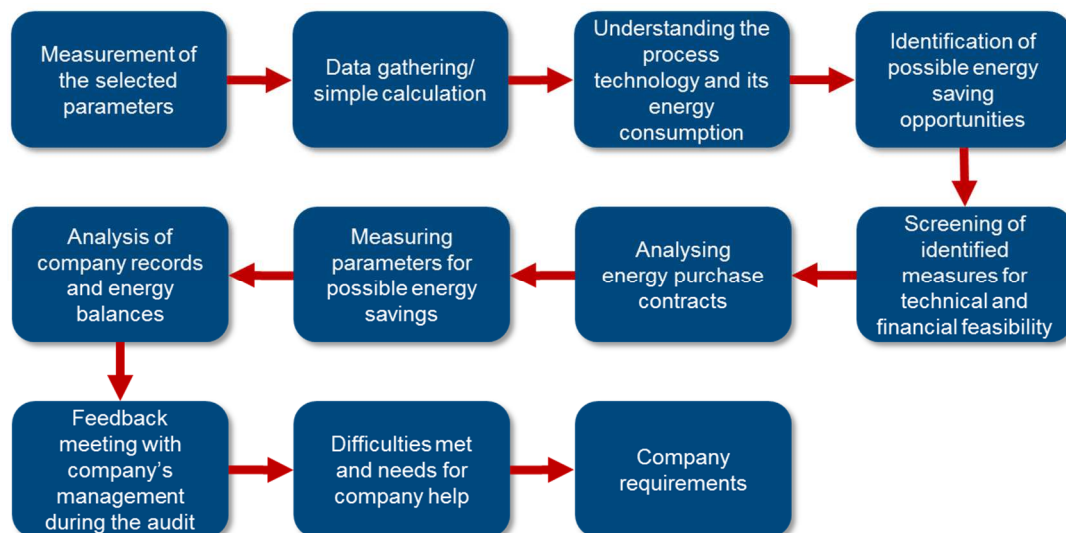 Measurement of
the selected
parameters
Data gathering/
simple calculation
Understanding the
process
technology and its
energy
consumption
Identification of
possible energy
saving
opportunities
Screening of
identified
measures for
technical and
financial feasibility
Analysing
energy purchase
contracts
Measuring
parameters for
possible energy
savings
Analysis of
company records
and energy
balances
Feedback
meeting with
company's
management
during the audit
Difficulties met
and needs for
company help
Company
requirements